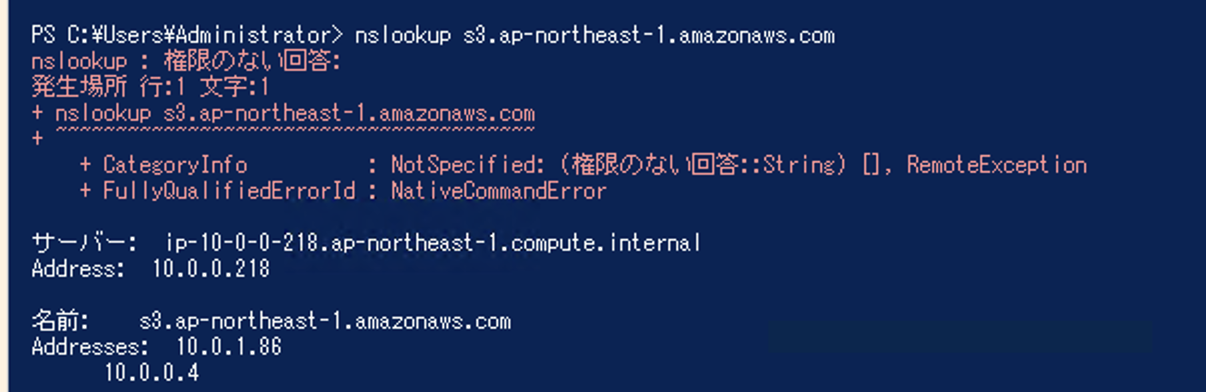 PS C:¥Users¥Administrator> nslookup s3.ap-northeast-1.amazonaws.com
nslookup : 権限のない回答:
発生場所 行:1 文字:1
+ nslookup s3.ap-northeast-1.amazonaws.com
+ ~~~~~~~~~~~~~~~~~~~~~~~~~~~~~~~~~~~~~~~~
    + CategoryInfo          : NotSpecified: (権限のない回答::String) [], RemoteException
    + FullyQualifiedErrorId : NativeCommandError
サーバー:  ip-10-0-0-218.ap-northeast-1.compute.internal
Address:  10.0.0.218
名前:    s3.ap-northeast-1.amazonaws.com
Addresses:  10.0.1.86
      10.0.0.4